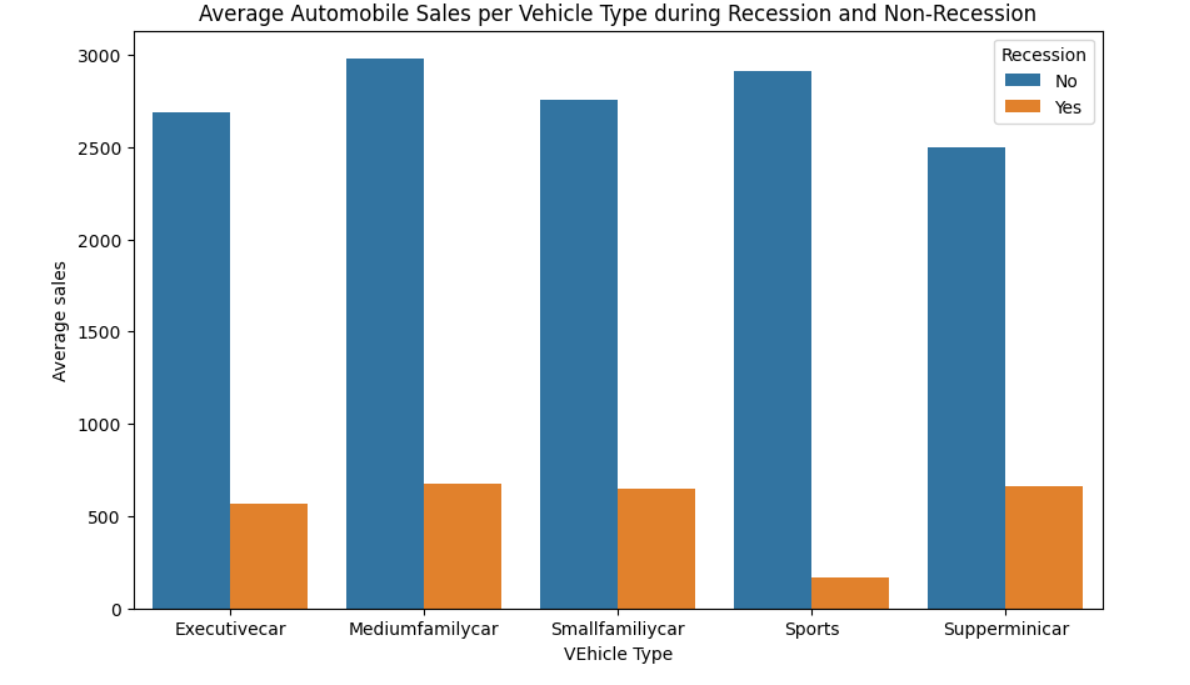 Average Automobile Sales per Vehicle Type during Recession and Non-Recession
Recession
No
Yes
3000
2500
2000
1500
1000
500
0
Average sales
Executivecar
Mediumfamilycar
Smallfamiliycar
Sports
Supperminicar
VEhicle Type